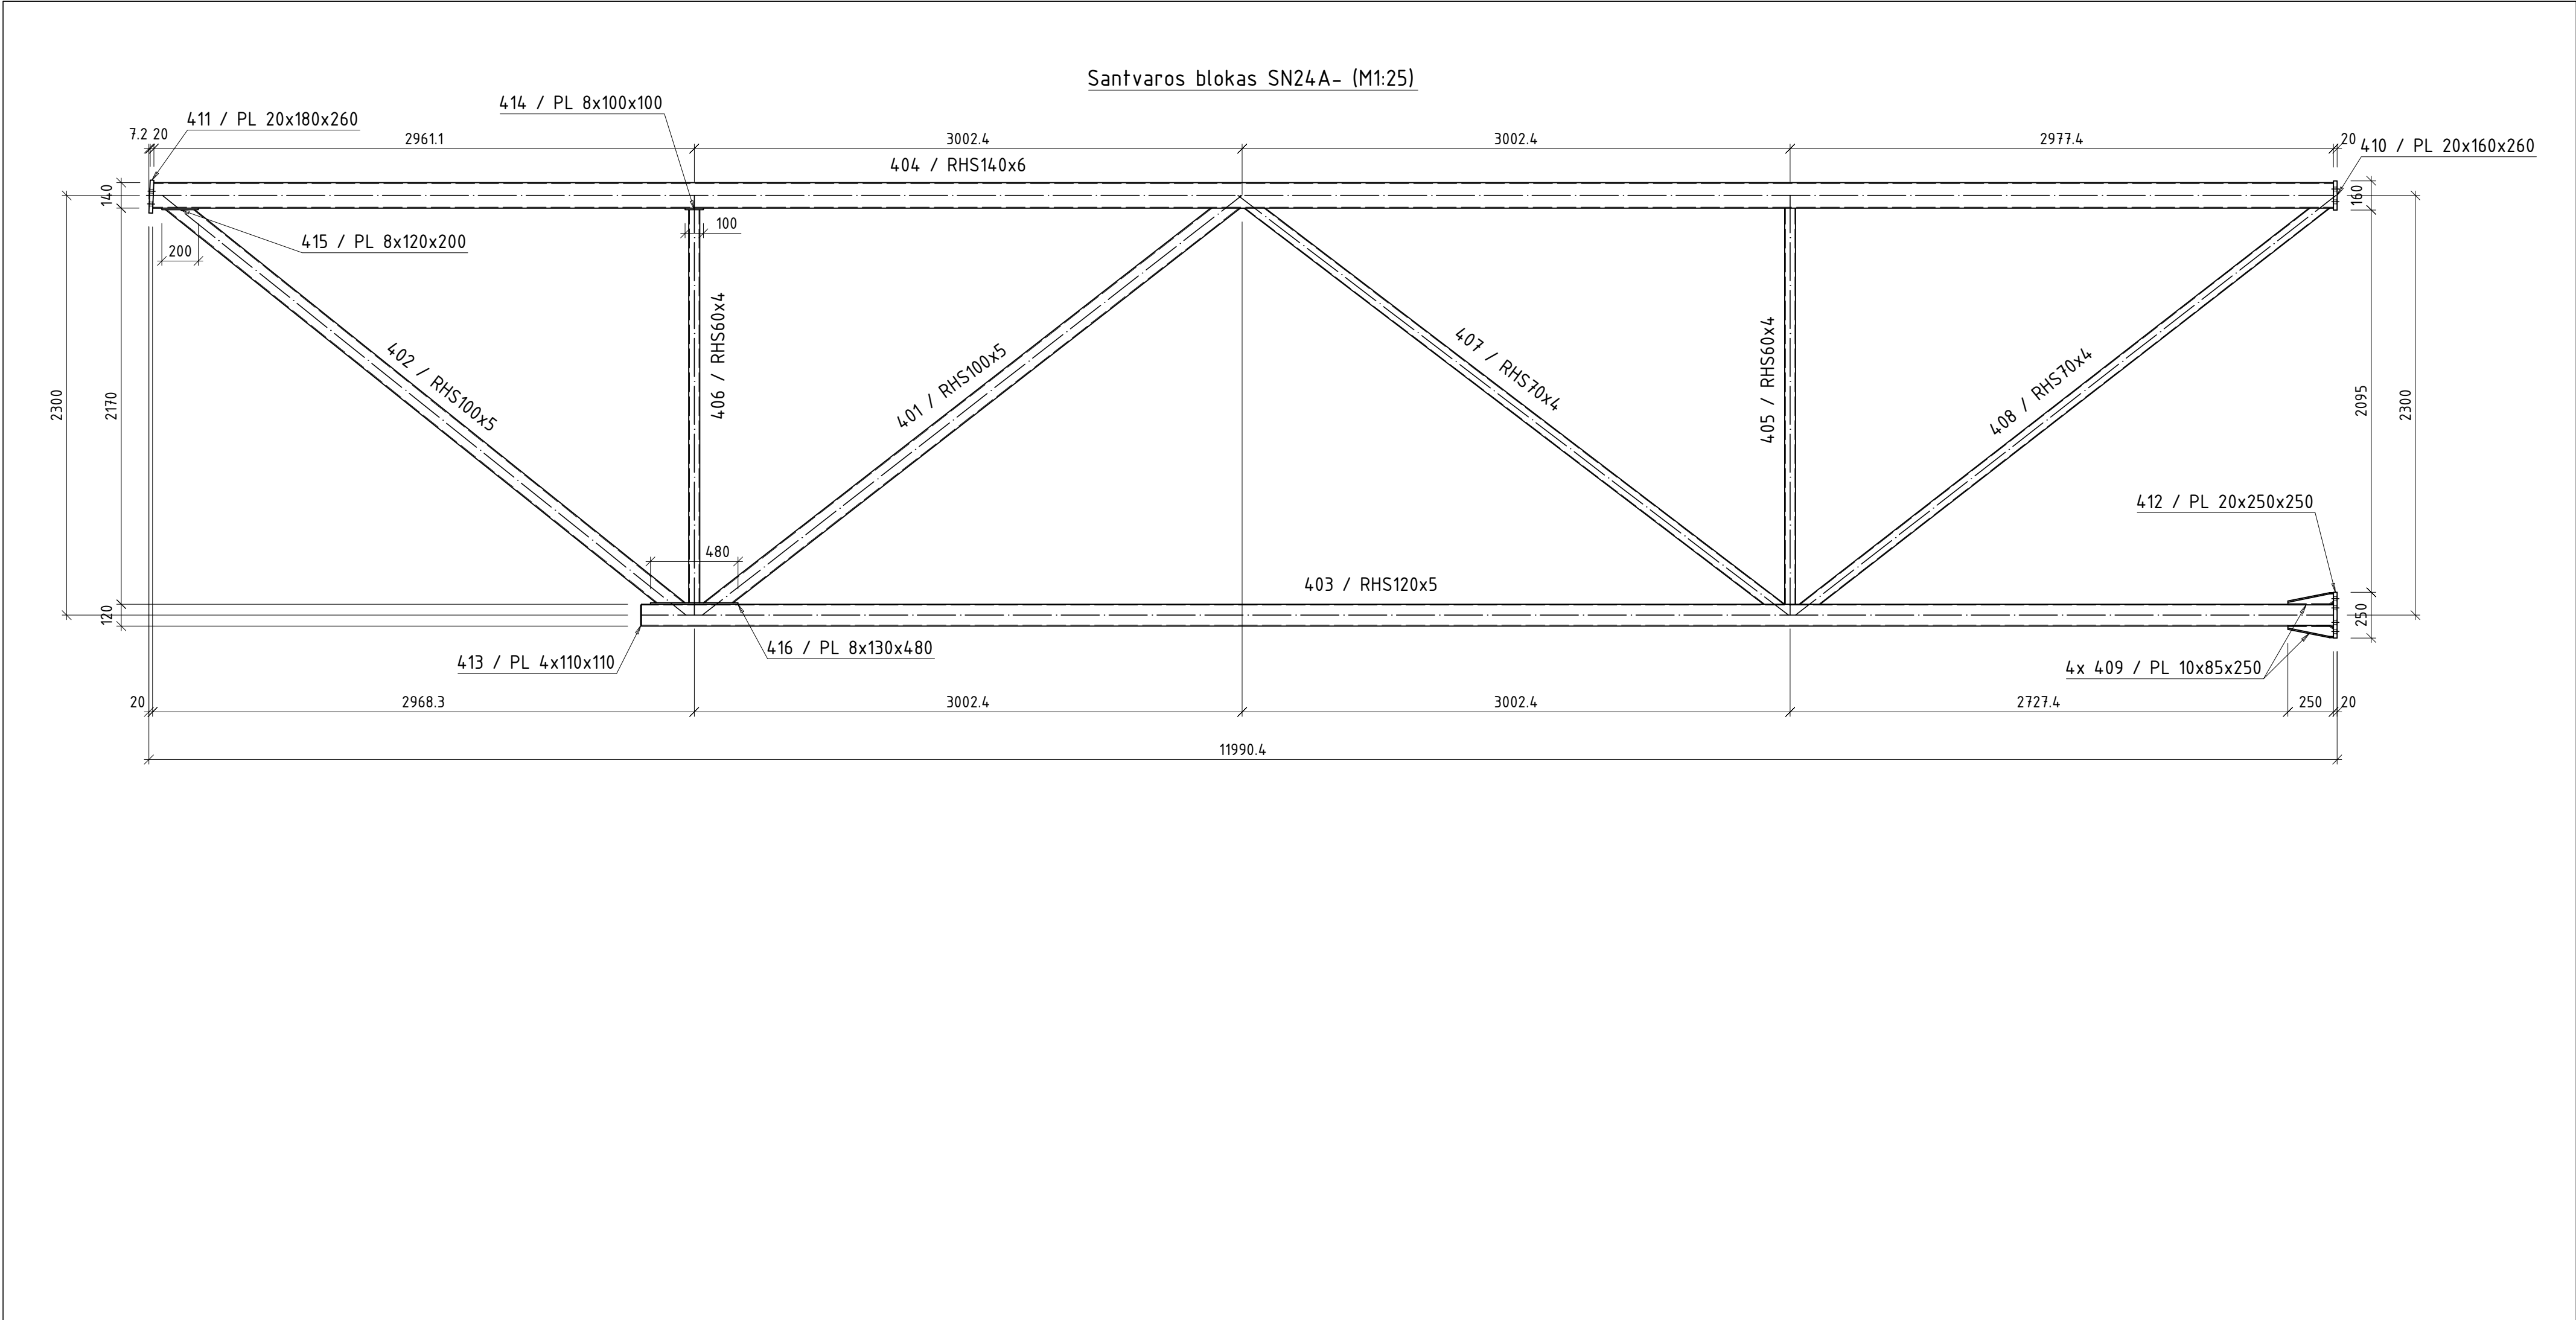 Santvaros blokas SN24A- (M1:25)
414 / PL 8x100x100
411 / PL 20x180x260
7.2 20
2961.1
3002.4
3002.4
2977.4
20
410 / PL 20x160x260
404 / RHS140x6
140
160
100
415 / PL 8x120x200
200
402 / RHS100x5
406 / RHS60x4
401 / RHS100x5
407 / RHS70x4
405 / RHS60x4
408 / RHS70x4
2300
2170
2095
2300
412 / PL 20x250x250
480
403 / RHS120x5
120
250
416 / PL 8x130x480
413 / PL 4x110x110
4x 409 / PL 10x85x250
20
2968.3
3002.4
3002.4
2727.4
250
20
11990.4